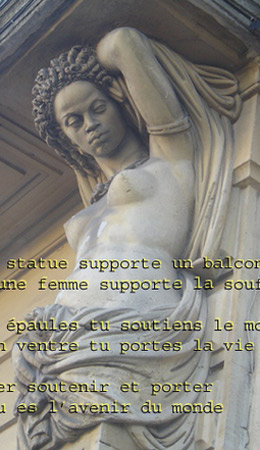 statue supporte un balcon
une femme supporte la
épaules tu soutiens le
ventre tu portes la vie
soutenir et porter
es l'avenir du monde